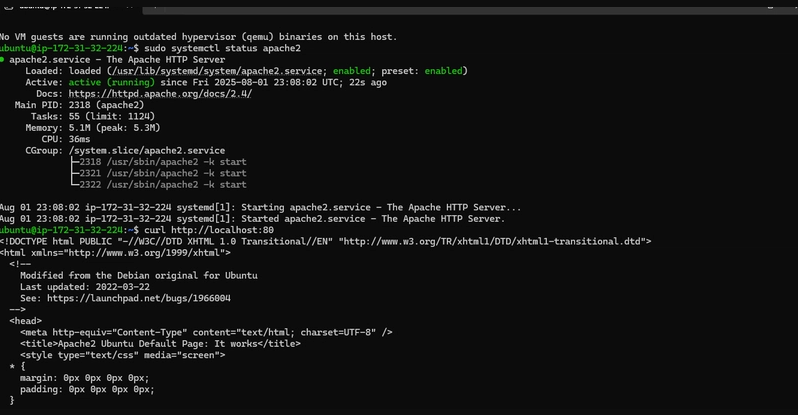 No VM guests are running outdated hypervisor (qemu) binaries on this host.
ubuntu@ip-172-31-32-224:~$ sudo systemctl status apache2
● apache2.service - The Apache HTTP Server
     Loaded: loaded (/usr/lib/systemd/system/apache2.service; enabled; preset: enabled)
     Active: active (running) since Fri 2025-08-01 23:08:02 UTC; 22s ago
       Docs: https://httpd.apache.org/docs/2.4/
   Main PID: 2318 (apache2)
      Tasks: 55 (limit: 1124)
     Memory: 5.1M (peak: 5.3M)
        CPU: 36ms
     CGroup: /system.slice/apache2.service
             ├─2318 /usr/sbin/apache2 -k start
             ├─2321 /usr/sbin/apache2 -k start
             └─2322 /usr/sbin/apache2 -k start
Aug 01 23:08:02 ip-172-31-32-224 systemd[1]: Starting apache2.service - The Apache HTTP Server...
Aug 01 23:08:02 ip-172-31-32-224 systemd[1]: Started apache2.service - The Apache HTTP Server.
ubuntu@ip-172-31-32-224:~$ curl http://localhost:80
<!DOCTYPE html PUBLIC "-//W3C//DTD XHTML 1.0 Transitional//EN" "http://www.w3.org/TR/xhtml1/DTD/xhtml1-transitional.dtd">
<html xmlns="http://www.w3.org/1999/xhtml">
  <!--
    Modified from the Debian original for Ubuntu
    Last updated: 2022-03-22
    See: https://launchpad.net/bugs/1966004
  -->
  <head>
    <meta http-equiv="Content-Type" content="text/html; charset=UTF-8" />
    <title>Apache2 Ubuntu Default Page: It works</title>
    <style type="text/css" media="screen">
  * {
    margin: 0px 0px 0px 0px;
    padding: 0px 0px 0px 0px;
  }